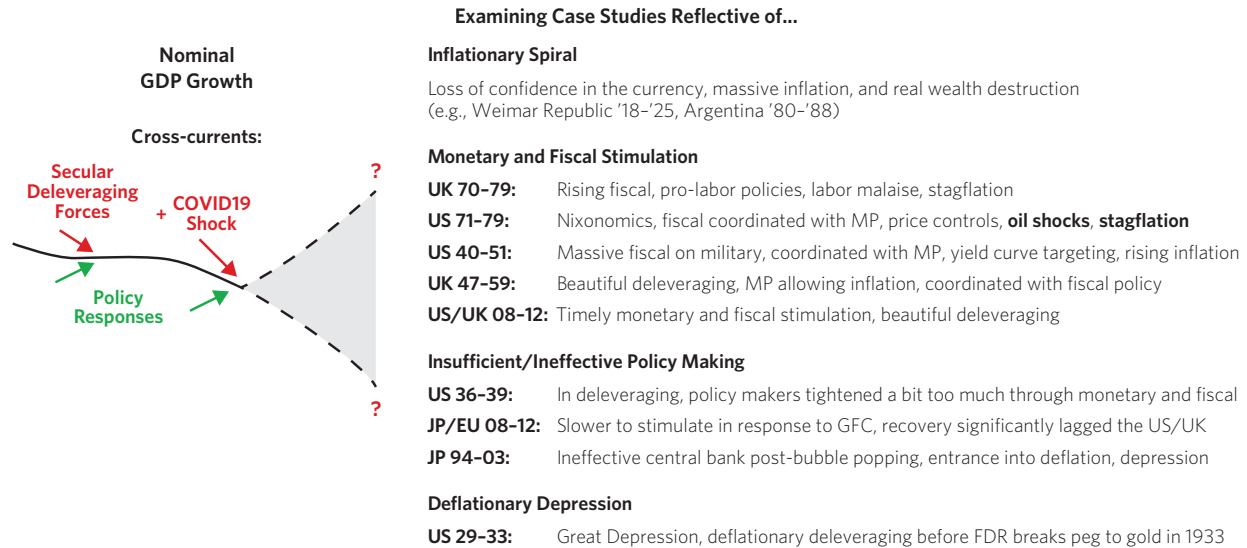 Examining Case Studies Reflective of...
Nominal
GDP Growth
Cross-currents:
Secular
Deleveraging
Forces
+
COVID19
Shock
Policy
Responses
?
?
Inflationary Spiral
Loss of confidence in the currency, massive inflation, and real wealth destruction
(e.g., Weimar Republic ’18–’25, Argentina ’80–’88)
Monetary and Fiscal Stimulation
UK 70–79: Rising fiscal, pro-labor policies, labor malaise, stagflation
US 71–79: Nixonomics, fiscal coordinated with MP, price controls, oil shocks, stagflation
US 40–51: Massive fiscal on military, coordinated with MP, yield curve targeting, rising inflation
UK 47–59: Beautiful deleveraging, MP allowing inflation, coordinated with fiscal policy
US/UK 08–12: Timely monetary and fiscal stimulation, beautiful deleveraging
Insufficient/Ineffective Policy Making
US 36–39: In deleveraging, policy makers tightened a bit too much through monetary and fiscal
JP/EU 08–12: Slower to stimulate in response to GFC, recovery significantly lagged the US/UK
JP 94–03: Ineffective central bank post-bubble popping, entrance into deflation, depression
Deflationary Depression
US 29–33: Great Depression, deflationary deleveraging before FDR breaks peg to gold in 1933